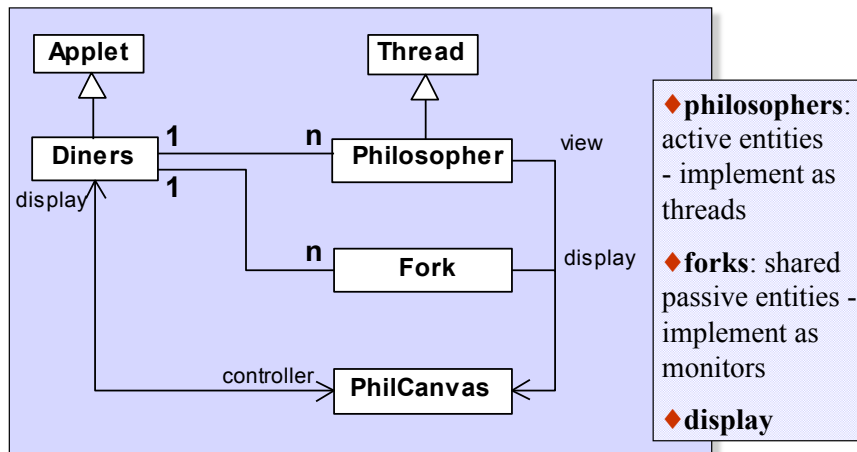 Applet
Thread
1
n
Diners
Philosopher
view
1
display
n
Fork
display
controller
PhilCanvas
♦philosophers:
active entities
- implement as
threads
♦forks: shared
passive entities -
implement as
monitors
♦display